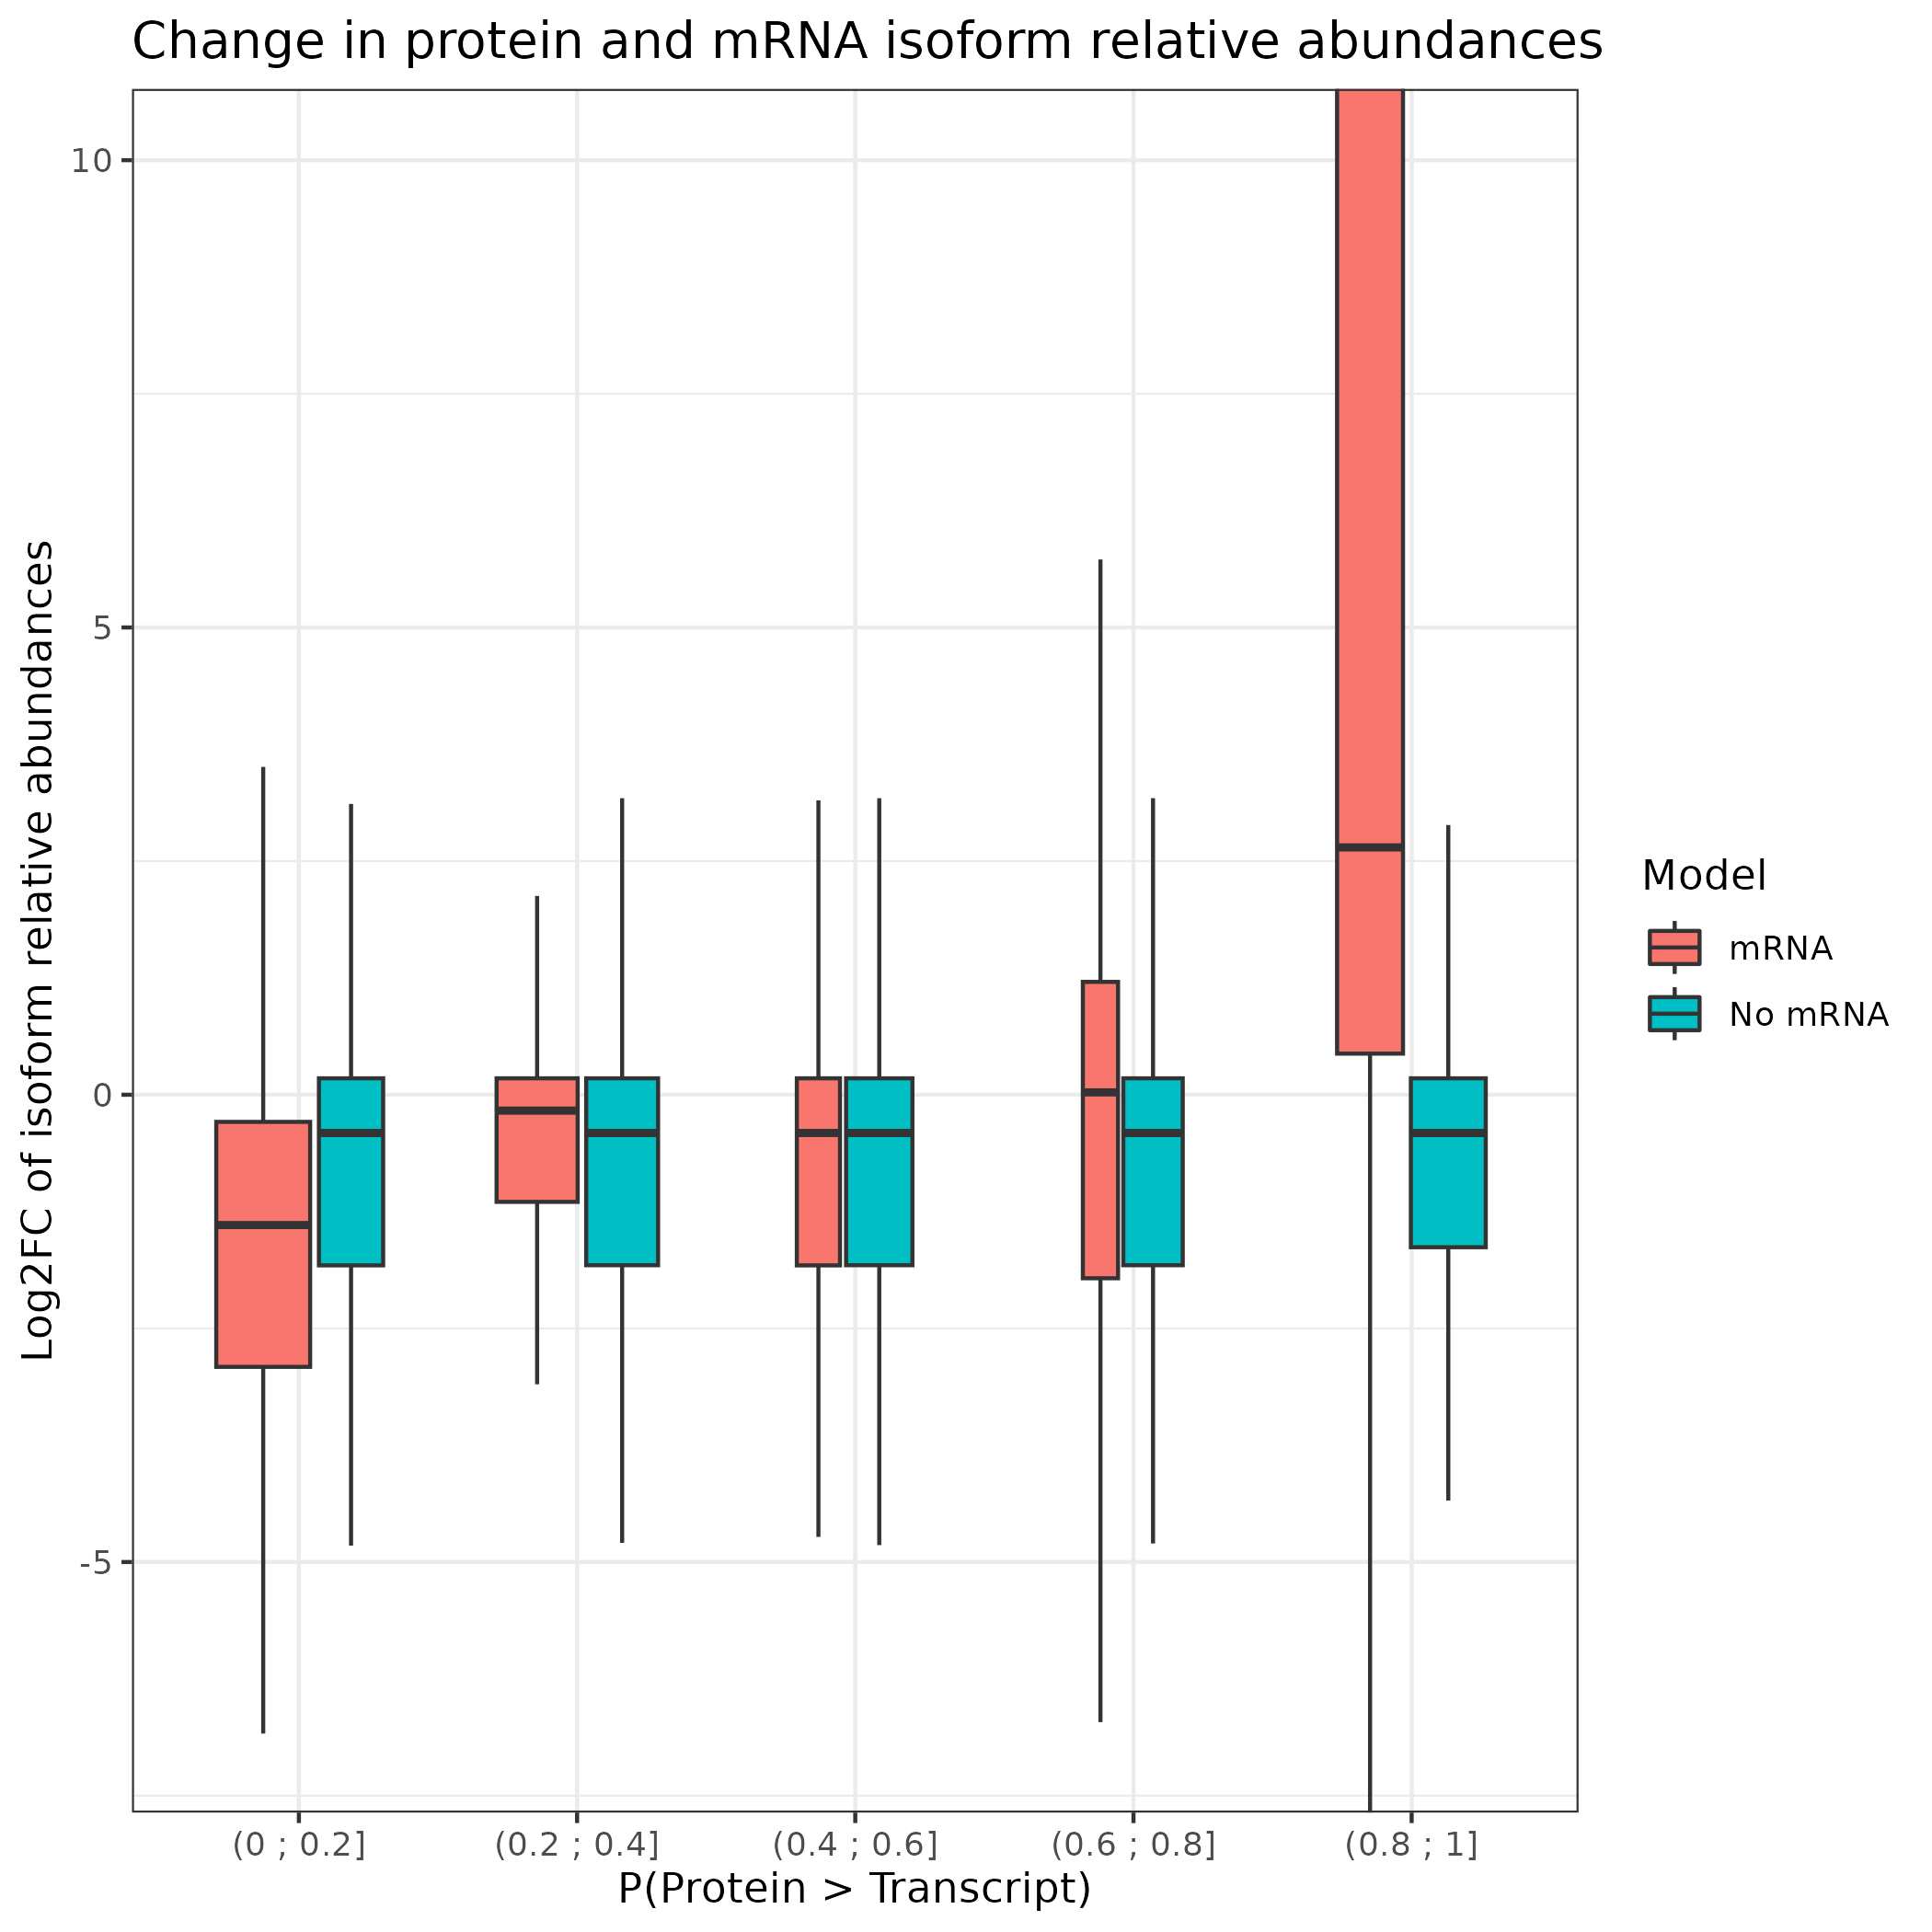 Change in protein and mRNA isoform relative abundances
Log2FC of isoform relative abundances
10
5
0
-5
(0 ; 0.2]
(0.2 ; 0.4]
(0.4 ; 0.6]
(0.6 ; 0.8]
(0.8 ; 1]
P(Protein > Transcript)
Model
mRNA
No mRNA